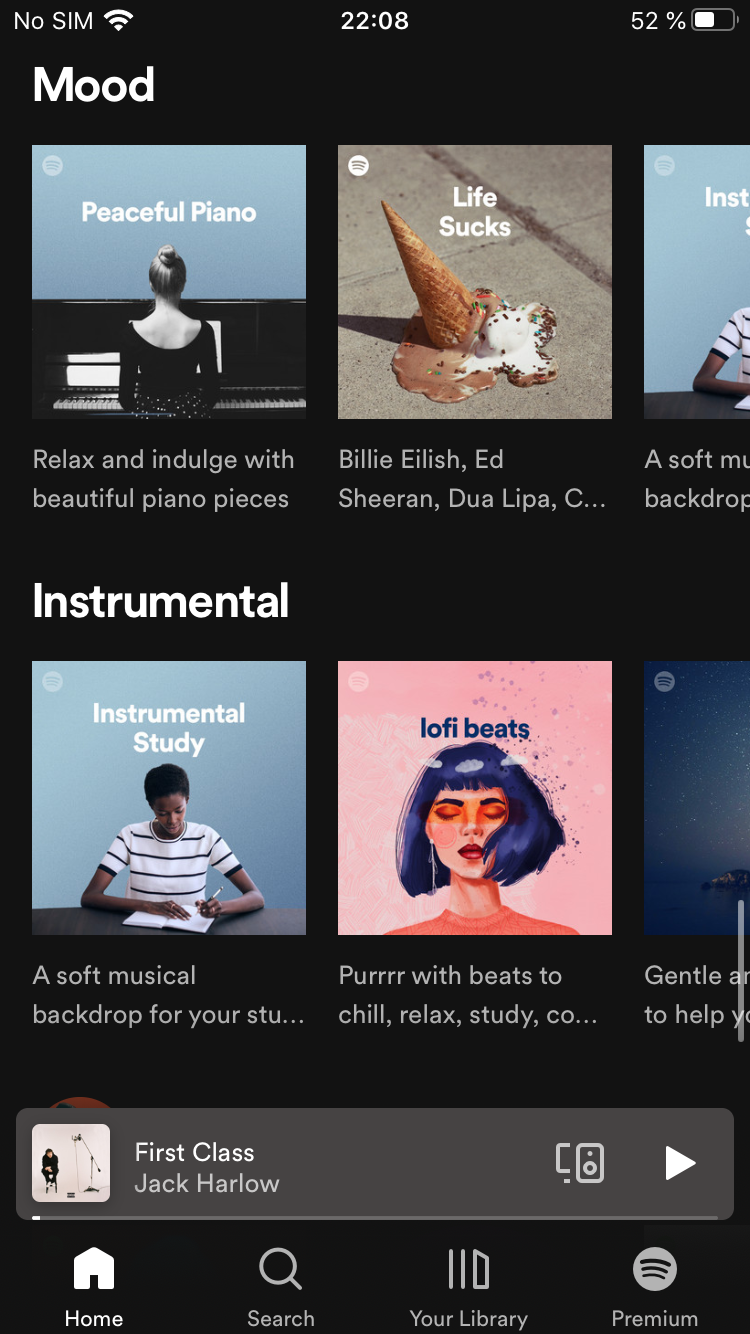 No SIM 22:08 52 %
Mood
Peaceful Piano
Life
Sucks
Inst
S
Relax and indulge with
beautiful piano pieces
Billie Eilish, Ed
Sheeran, Dua Lipa, C...
A soft mu
backdrop
Instrumental
Instrumental
Study
lofi beats
A soft musical
backdrop for your stu...
Purrrr with beats to
chill, relax, study, co...
Gentle an
to help yo
First Class
Jack Harlow
Home Search Your Library Premium